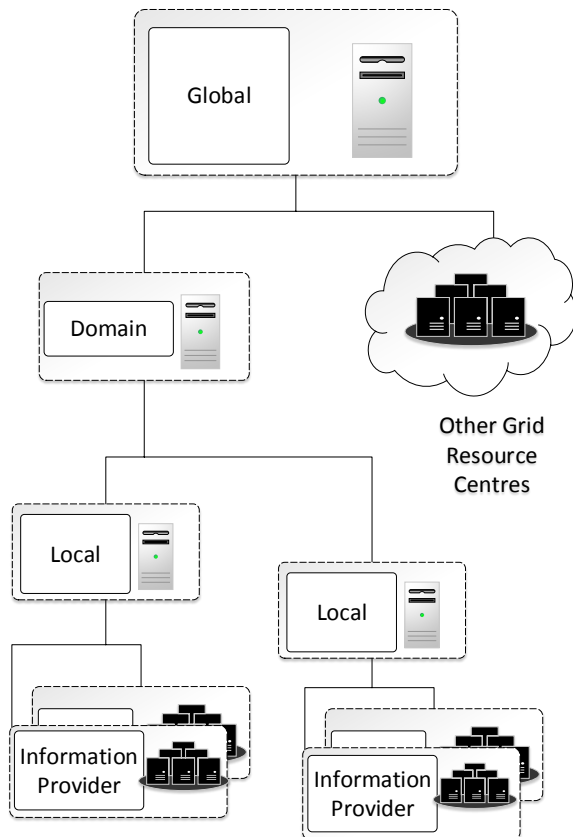 Global
Domain
Other Grid
Resource
Centres
Local
Local
Information
Provider
Information
Provider